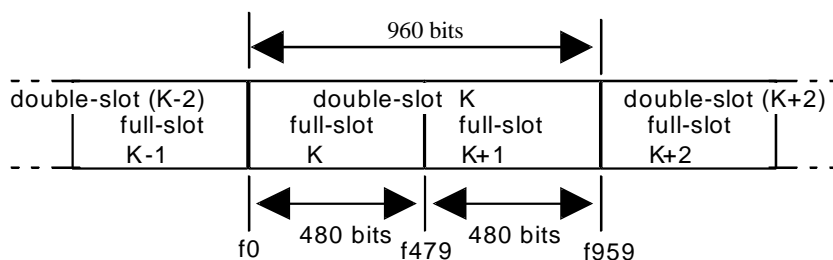 960 bits
double-slot (K-2) double-slot K double-slot (K+2)
full-slot full-slot full-slot full-slot
K-1 K K+1 K+2
480 bits 480 bits
f0 f479 f959